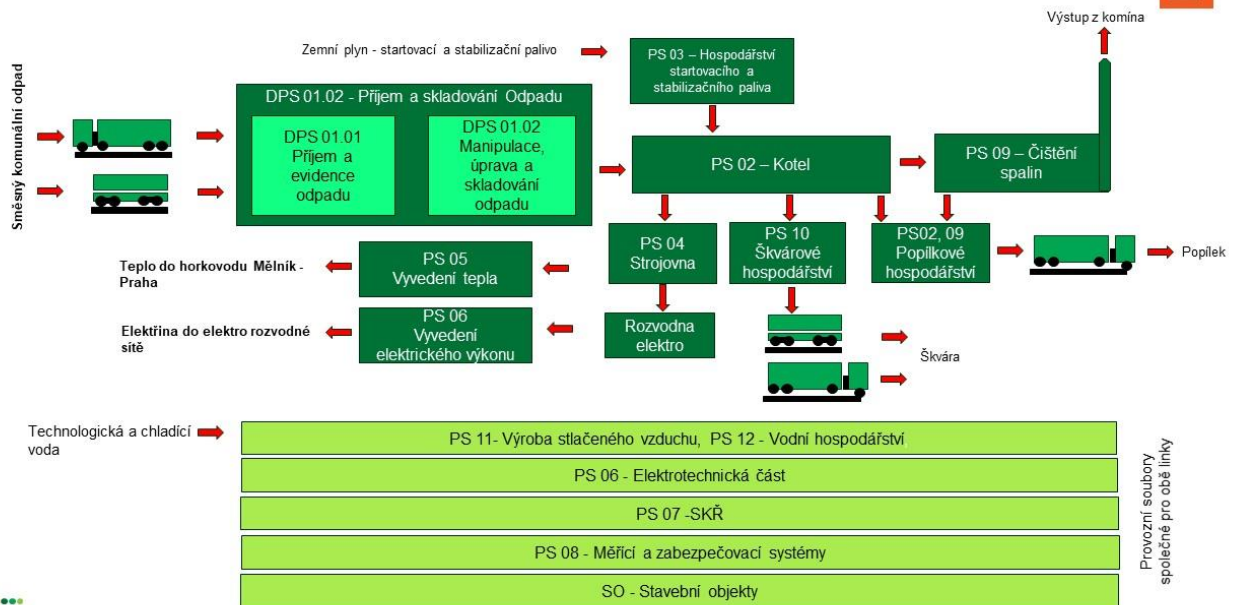 Výstup z komína
Zemní plyn - startovací a stabilizační palivo
PS 03 – Hospodářství
startovacího a
stabilizačního paliva
Směsný komunální odpad
DPS 01.02 - Příjem a skladování Odpadu
DPS 01.01
Příjem a
evidence
odpadu
DPS 01.02
Manipulace,
úprava a
skladování
odpadu
PS 02 – Kotel
PS 09 – Čištění
spalin
PS 04
Strojovna
PS 10
Škvárové
hospodářství
PS02, 09
Popílkové
hospodářství
Popílek
Teplo do horkovodu Mělník -
Praha
PS 05
Vyvedení tepla
Elektřina do elektro rozvodné
sítě
PS 06
Vyvedení
elektrického výkonu
Rozvodna
elektro
Škvára
Technologická a chladící
voda
PS 11- Výroba stlačeného vzduchu, PS 12 - Vodní hospodářství,
PS 06 - Elektrotechnická část
PS 07 -SKŘ
PS 08 - Měřící a zabezpečovací systémy
SO - Stavební objekty
Provozní soubory
společné pro obě linky